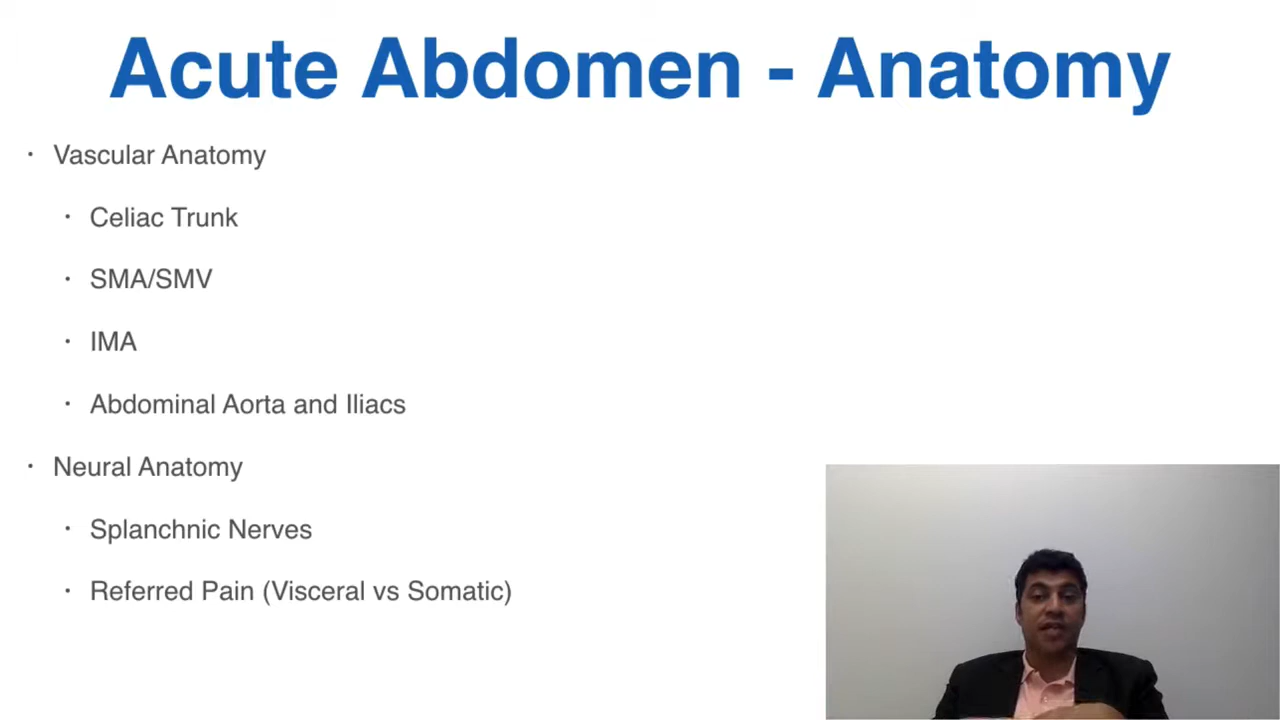 Acute Abdomen - Anatomy
· Vascular Anatomy
· Celiac Trunk
· SMA/SMV
· IMA
· Abdominal Aorta and Iliacs
· Neural Anatomy
· Splanchnic Nerves
· Referred Pain (Visceral vs Somatic)